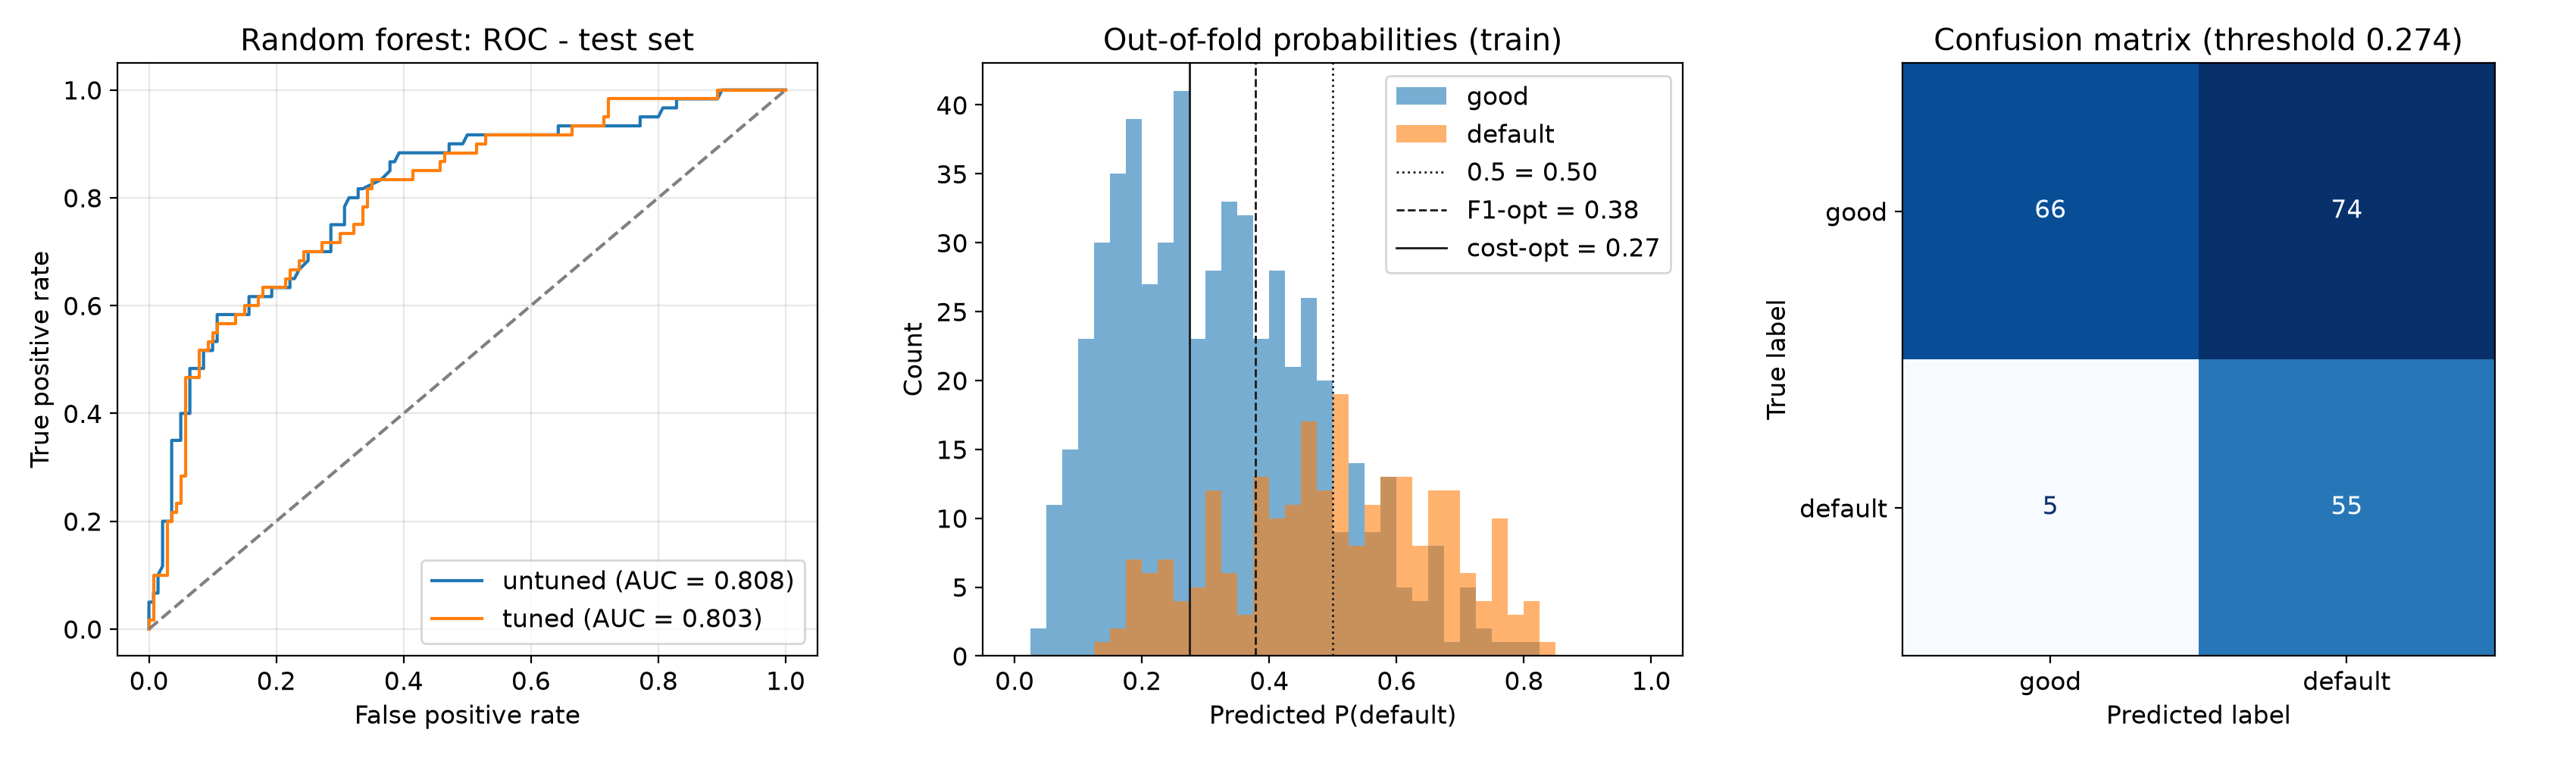 Random forest: ROC - test set
True positive rate
1.0
0.8
0.6
0.4
0.2
0.0
untuned (AUC = 0.808)
tuned (AUC = 0.803)
0.0 0.2 0.4 0.6 0.8 1.0
False positive rate
Out-of-fold probabilities (train)
Count
40
35
30
25
20
15
10
5
0
good
default
0.5 = 0.50
F1-opt = 0.38
cost-opt = 0.27
0.0 0.2 0.4 0.6 0.8 1.0
Predicted P(default)
Confusion matrix (threshold 0.274)
True label
good 66 74
default 5 55
good default
Predicted label